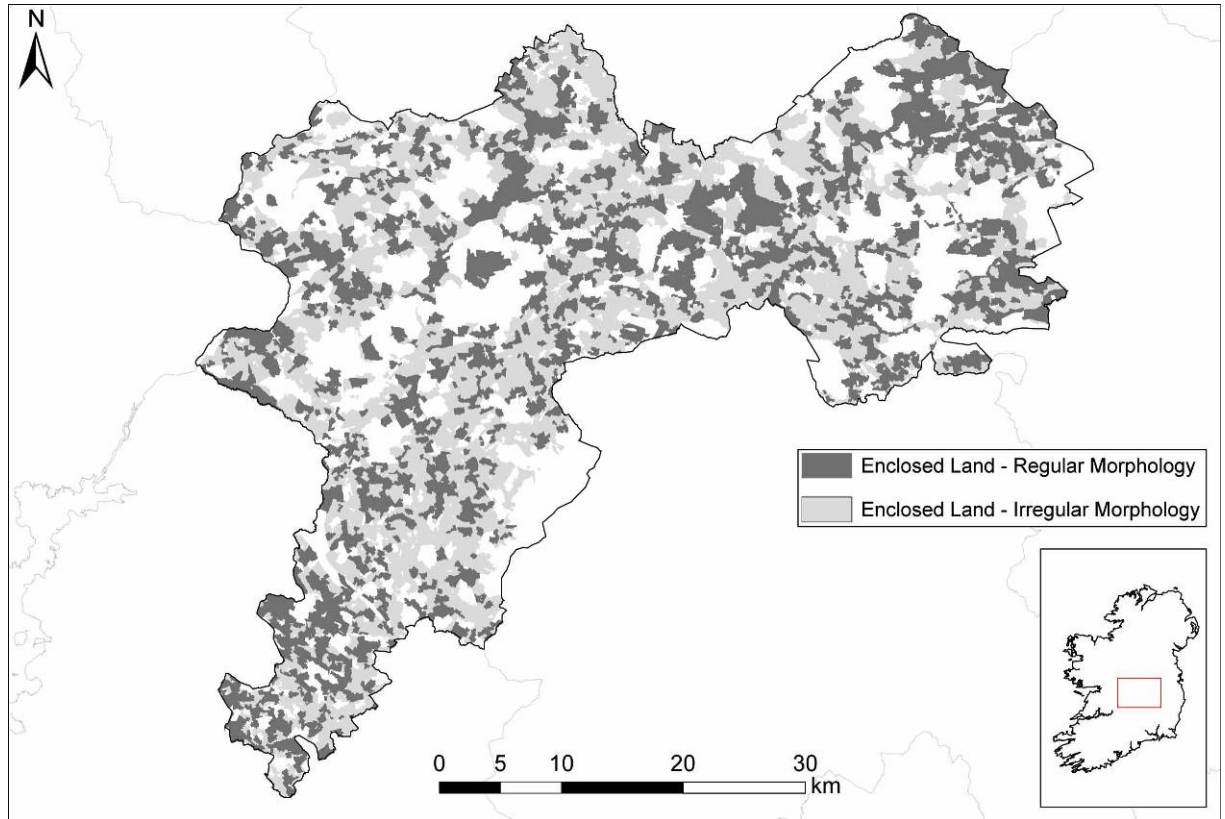 N
Enclosed Land - Regular Morphology
Enclosed Land - Irregular Morphology
0 5 10 20 30
km